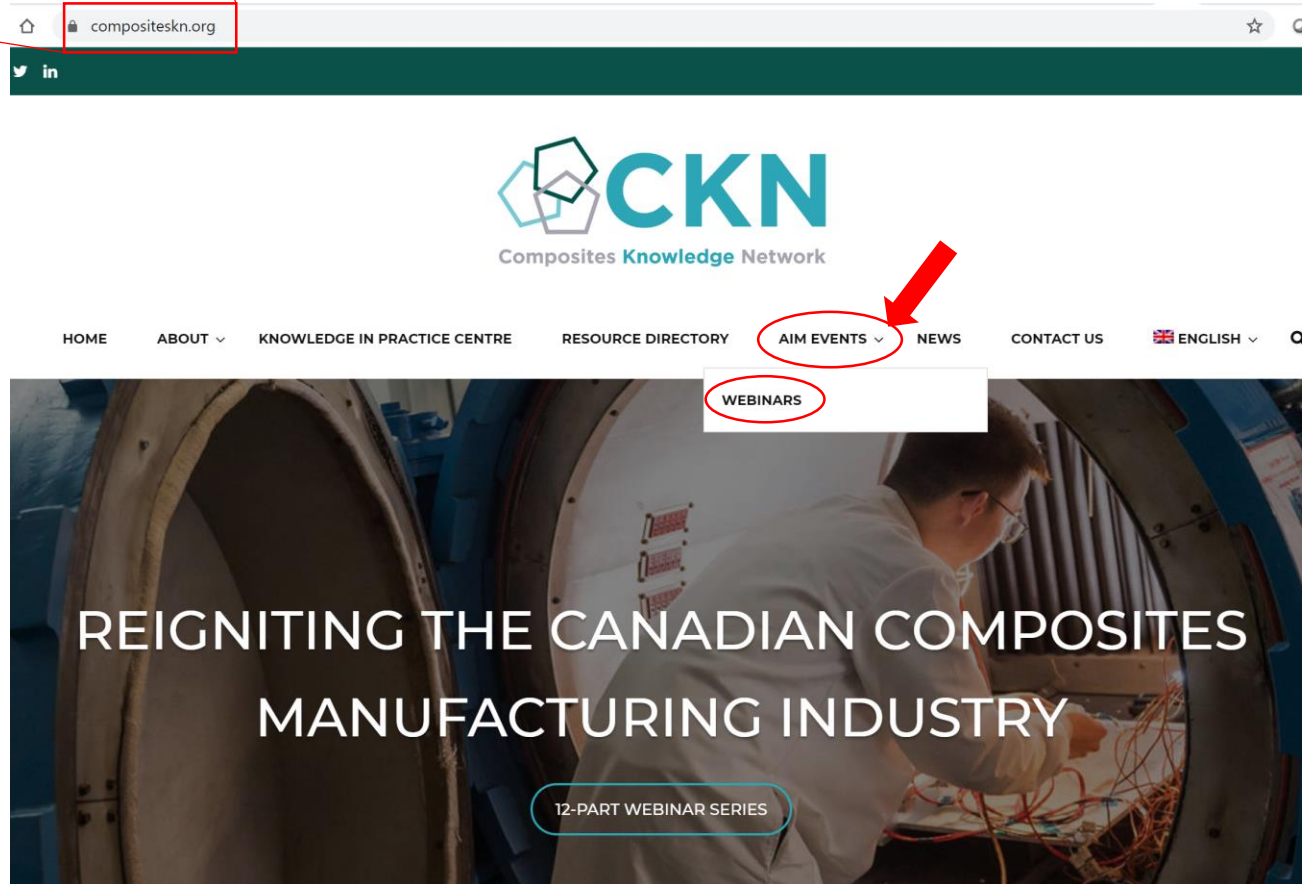 compositeskn.org
in
CKN
Composites Knowledge Network
HOME ABOUT KNOWLEDGE IN PRACTICE CENTRE RESOURCE DIRECTORY AIM EVENTS NEWS CONTACT US ENGLISH
WEBINARS
REIGNITING THE CANADIAN COMPOSITES
MANUFACTURING INDUSTRY
12-PART WEBINAR SERIES